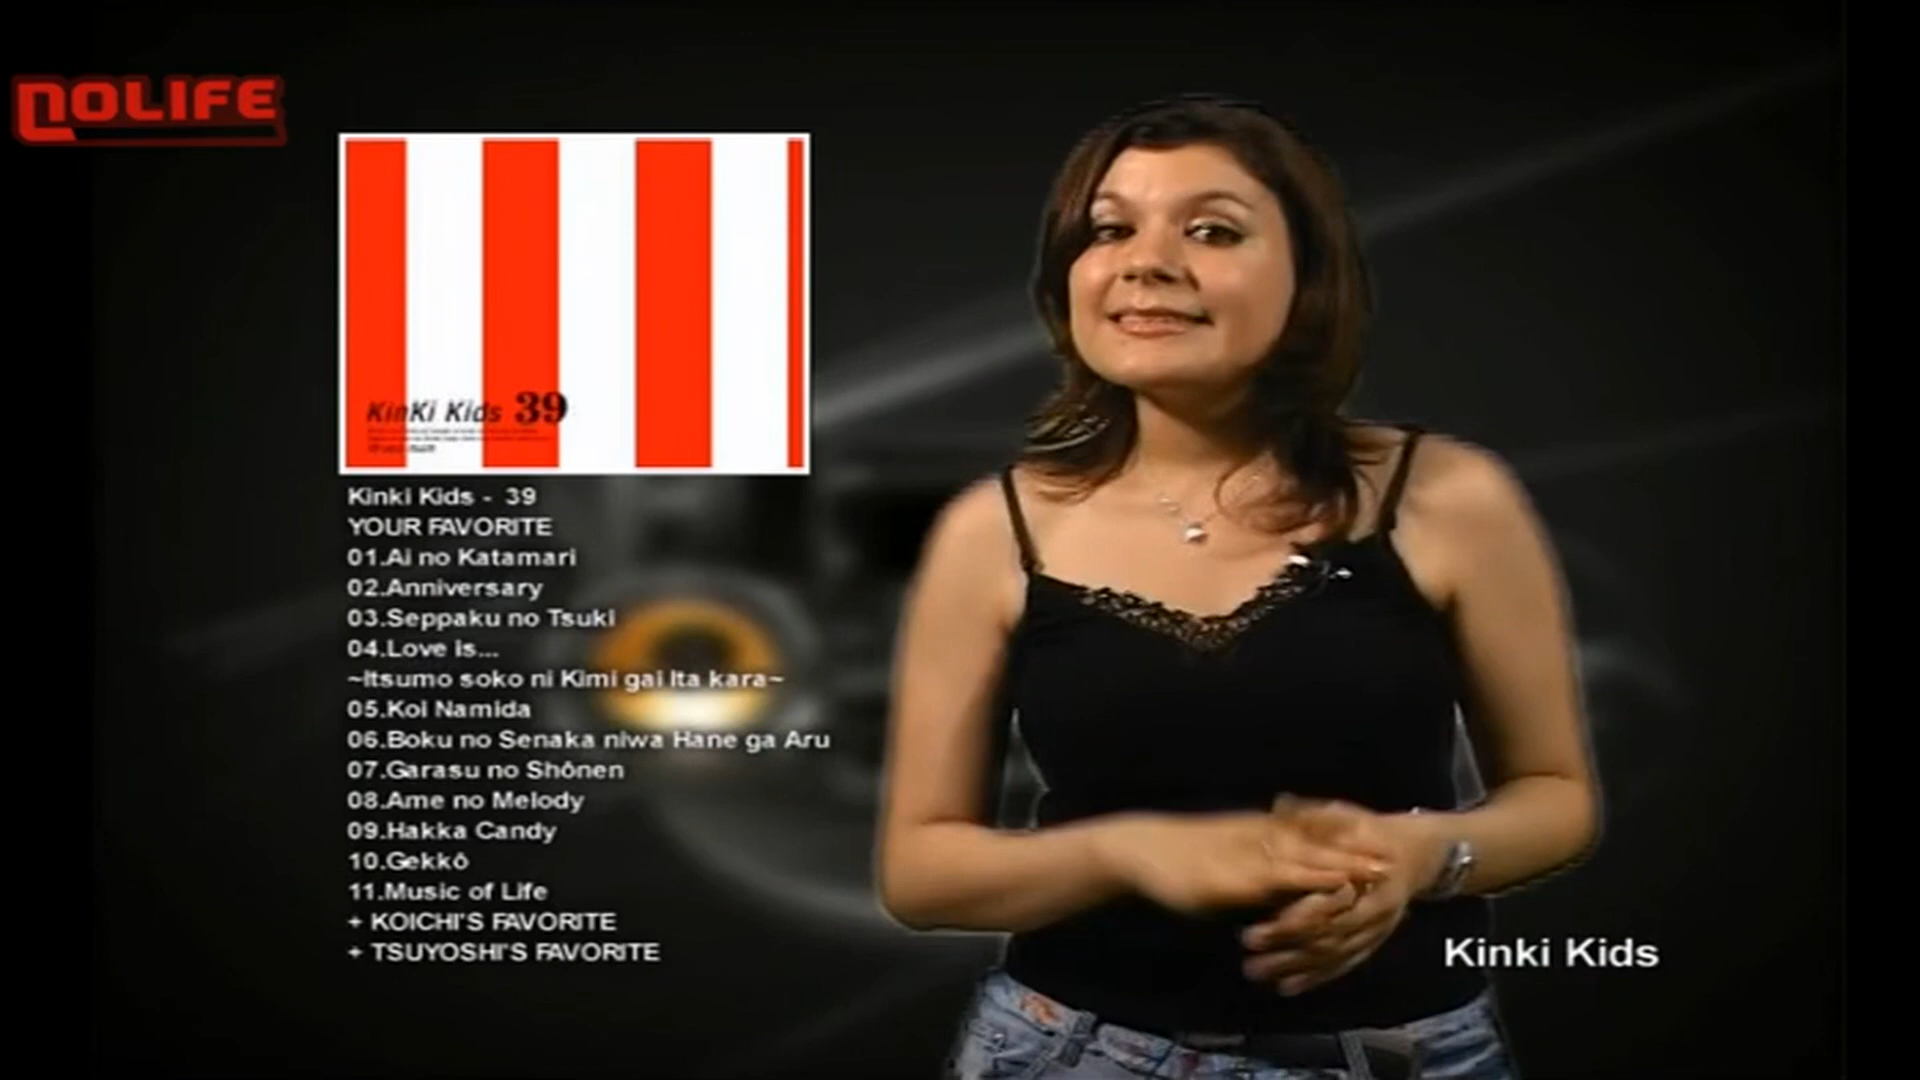 NOLIFE
KinKi Kids 39
Kinki Kids - 39
YOUR FAVORITE
01.Ai no Katamari
02.Anniversary
03.Seppaku no Tsuki
04.Love is...
~Itsumo soko ni Kimi gai Ita kara~
05.Koi Namida
06.Boku no Senaka niwa Hane ga Aru
07.Garasu no Shônen
08.Ame no Melody
09.Hakka Candy
10.Gekkô
11.Music of Life
+ KOICHI'S FAVORITE
+ TSUYOSHI'S FAVORITE
Kinki Kids